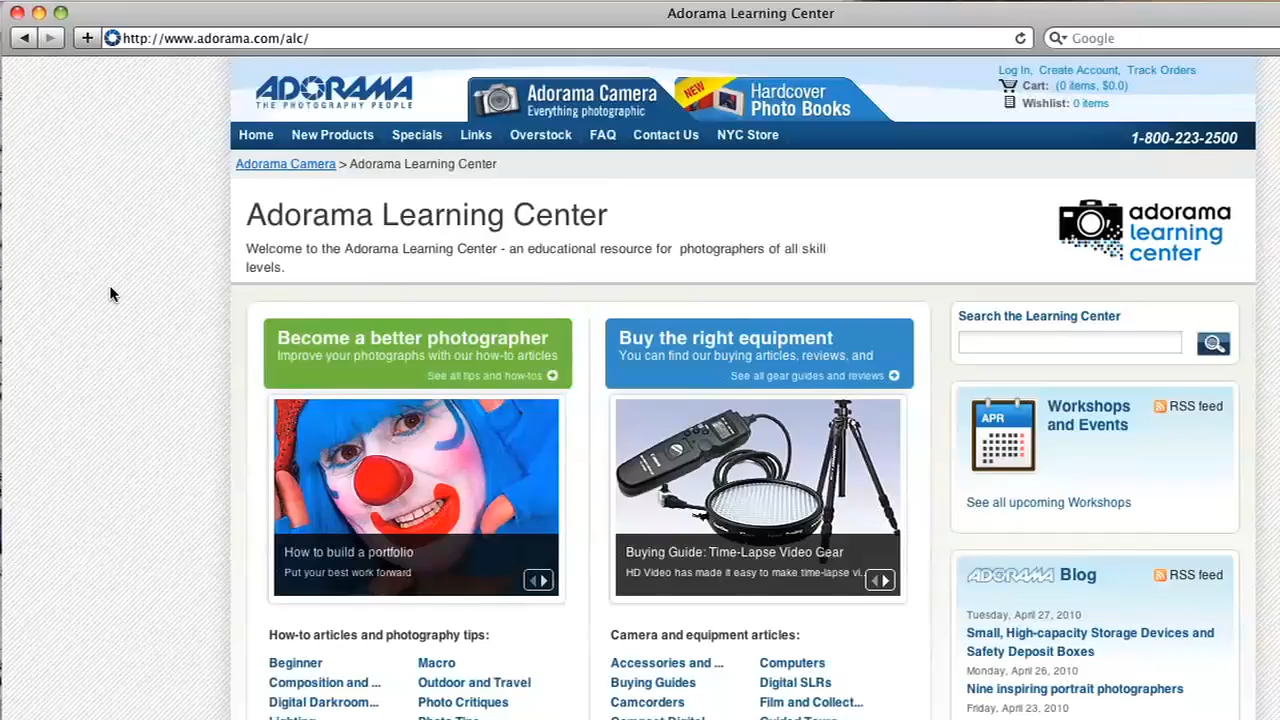 Adorama Learning Center
http://www.adorama.com/alc/
Google
ADORAMA
THE PHOTOGRAPHY PEOPLE
Adorama Camera
Everything photographic
NEW
Hardcover
Photo Books
Log In, Create Account, Track Orders
Cart: (0 items, $0.0)
Wishlist: 0 items
Home New Products Specials Links Overstock FAQ Contact Us NYC Store
1-800-223-2500
Adorama Camera > Adorama Learning Center
Adorama Learning Center
Welcome to the Adorama Learning Center - an educational resource for photographers of all skill
levels.
adorama
learning
center
Become a better photographer
Improve your photographs with our how-to articles
See all tips and how-tos
Buy the right equipment
You can find our buying articles, reviews, and
See all gear guides and reviews
Search the Learning Center
How to build a portfolio
Put your best work forward
Buying Guide: Time-Lapse Video Gear
HD Video has made it easy to make time-lapse vi...
APR
Workshops
and Events
RSS feed
See all upcoming Workshops
ADORAMA Blog
RSS feed
Tuesday, April 27, 2010
Small, High-capacity Storage Devices and
Safety Deposit Boxes
Monday, April 26, 2010
Nine inspiring portrait photographers
Friday, April 23, 2010
How-to articles and photography tips:
Beginner Macro
Composition and ... Outdoor and Travel
Digital Darkroom... Photo Critiques
Lighting Photo Tips
Camera and equipment articles:
Accessories and ... Computers
Buying Guides Digital SLRs
Camcorders Film and Collect...
Compact Digital Guided Tours